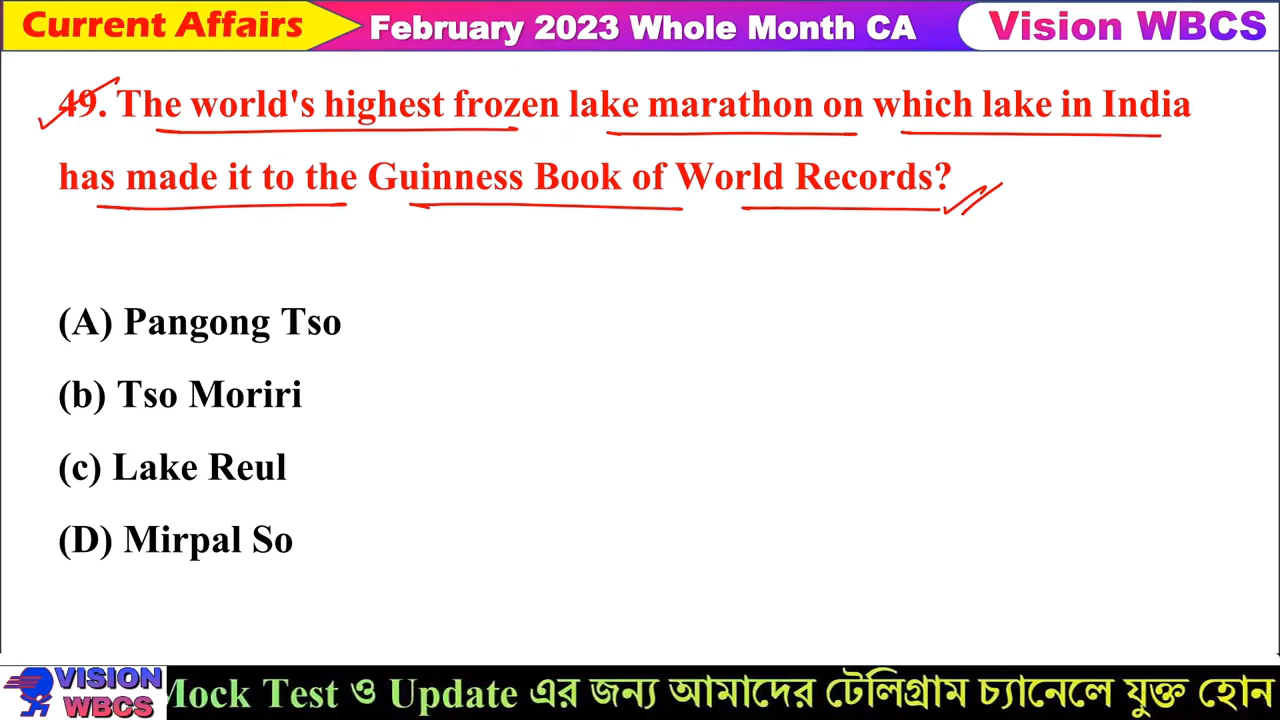 Current Affairs
February 2023 Whole Month CA
Vision WBCS
49. The world's highest frozen lake marathon on which lake in India
has made it to the Guinness Book of World Records?
(A) Pangong Tso
(b) Tso Moriri
(c) Lake Reul
(D) Mirpal So
VISION
WBCS
Mock Test ও Update এর জন্য আমাদের টেলিগ্রাম চ্যানেলে যুক্ত হোন